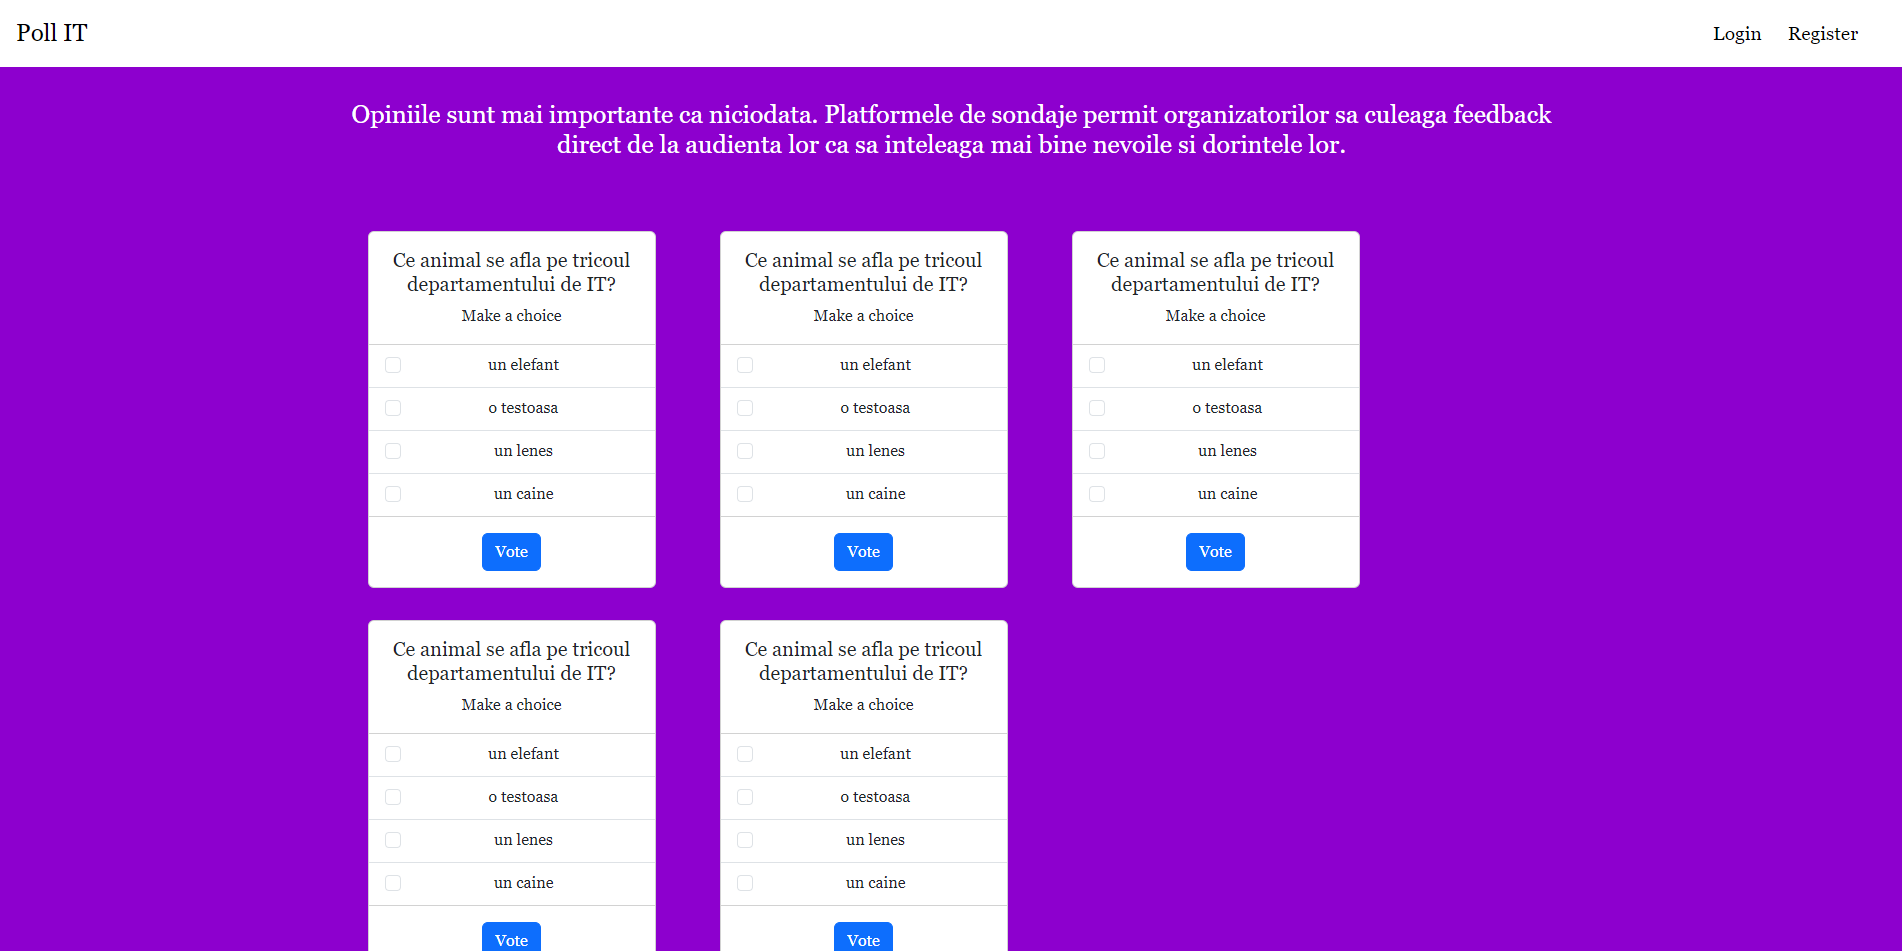 Poll IT
Login Register
Opiniile sunt mai importante ca niciodata. Platformele de sondaje permit organizatorilor sa culeaga feedback
direct de la audienta lor ca sa inteleaga mai bine nevoile si dorintele lor.
Ce animal se afla pe tricoul
departamentului de IT?
Make a choice
un elefant
o testoasa
un lenes
un caine
Vote
Ce animal se afla pe tricoul
departamentului de IT?
Make a choice
un elefant
o testoasa
un lenes
un caine
Vote
Ce animal se afla pe tricoul
departamentului de IT?
Make a choice
un elefant
o testoasa
un lenes
un caine
Vote
Ce animal se afla pe tricoul
departamentului de IT?
Make a choice
un elefant
o testoasa
un lenes
un caine
Vote
Ce animal se afla pe tricoul
departamentului de IT?
Make a choice
un elefant
o testoasa
un lenes
un caine
Vote